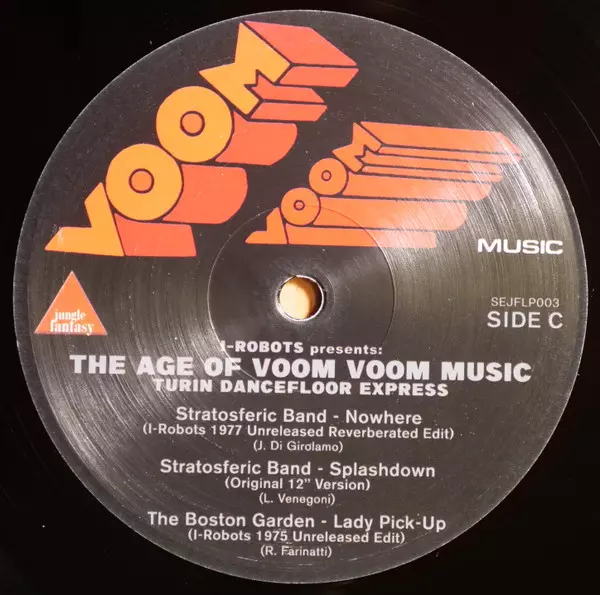 VOOM
VOOM
MUSIC
jungle
fantasy
SEJFLP003
SIDE C
I-ROBOTS presents:
THE AGE OF VOOM VOOM MUSIC
TURIN DANCEFLOOR EXPRESS
Stratosferic Band - Nowhere
(I-Robots 1977 Unreleased Reverberated Edit)
(J. Di Girolamo)
Stratosferic Band - Splashdown
(Original 12" Version)
(L. Venegoni)
The Boston Garden - Lady Pick-Up
(I-Robots 1975 Unreleased Edit)
(R. Farinatti)